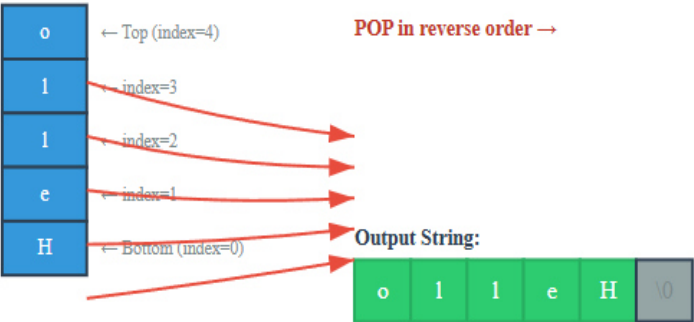 o ← Top (index=4)
POP in reverse order →
l ← index=3
l ← index=2
e ← index=1
H ← Bottom (index=0)
Output String:
o l l e H \0